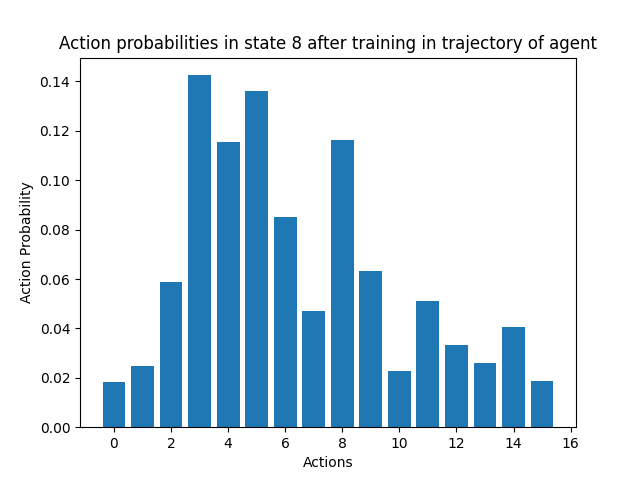 Action probabilities in state 8 after training in trajectory of agent
0.14
0.12
0.10
0.08
0.06
0.04
0.02
0.00
Action Probability
0 2 4 6 8 10 12 14 16
Actions